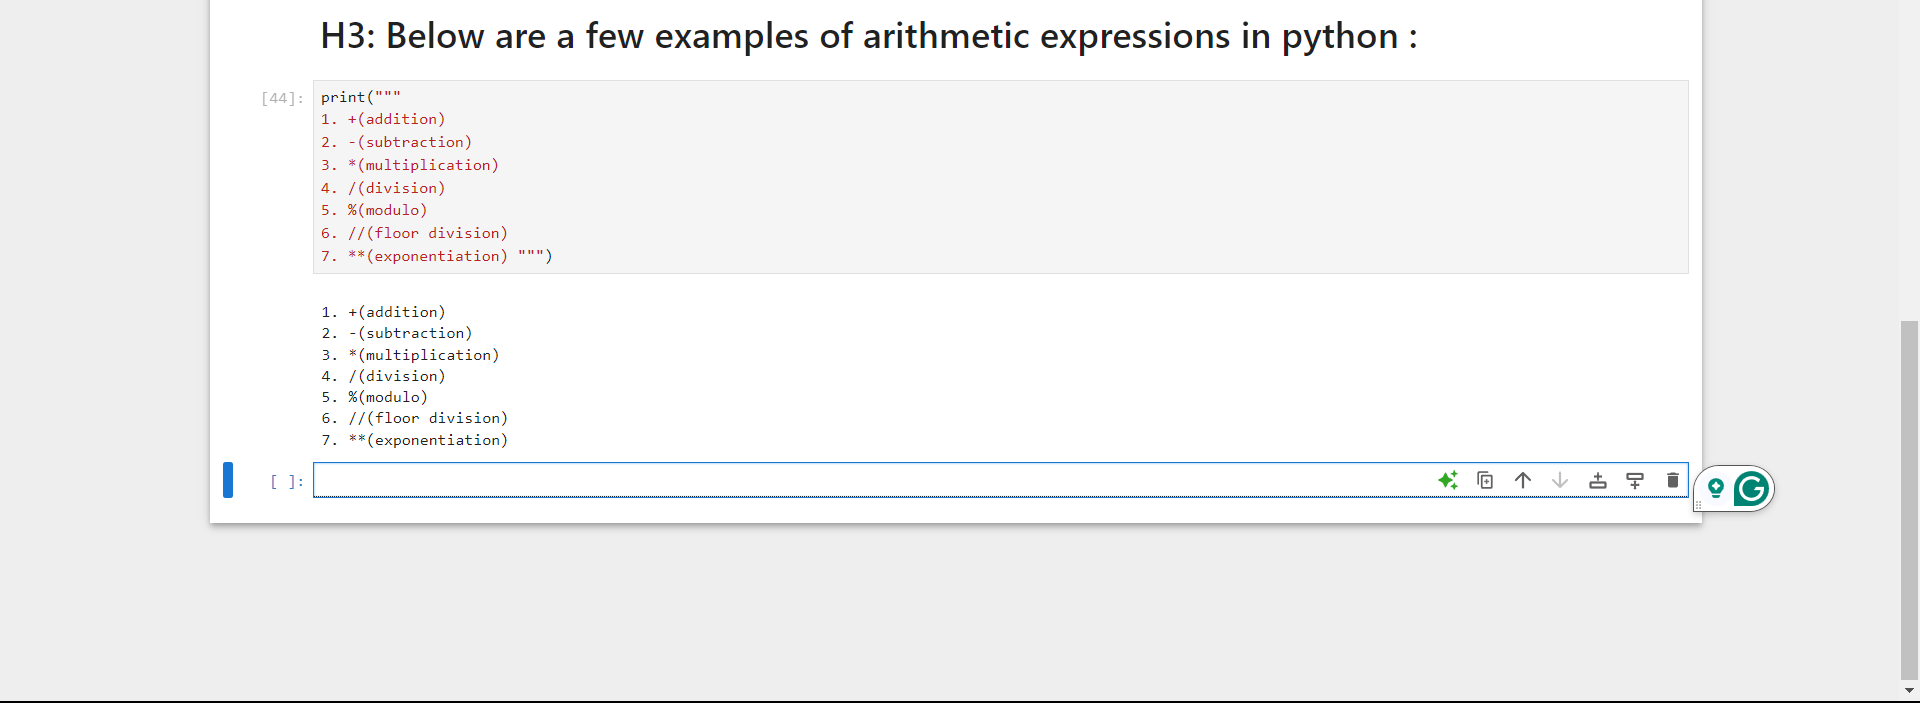 H3: Below are a few examples of arithmetic expressions in python :
[44]: print("""
1. +(addition)
2. -(subtraction)
3. *(multiplication)
4. /(division)
5. %(modulo)
6. //(floor division)
7. **(exponentiation) """)
1. +(addition)
2. -(subtraction)
3. *(multiplication)
4. /(division)
5. %(modulo)
6. //(floor division)
7. **(exponentiation)
[ ]: